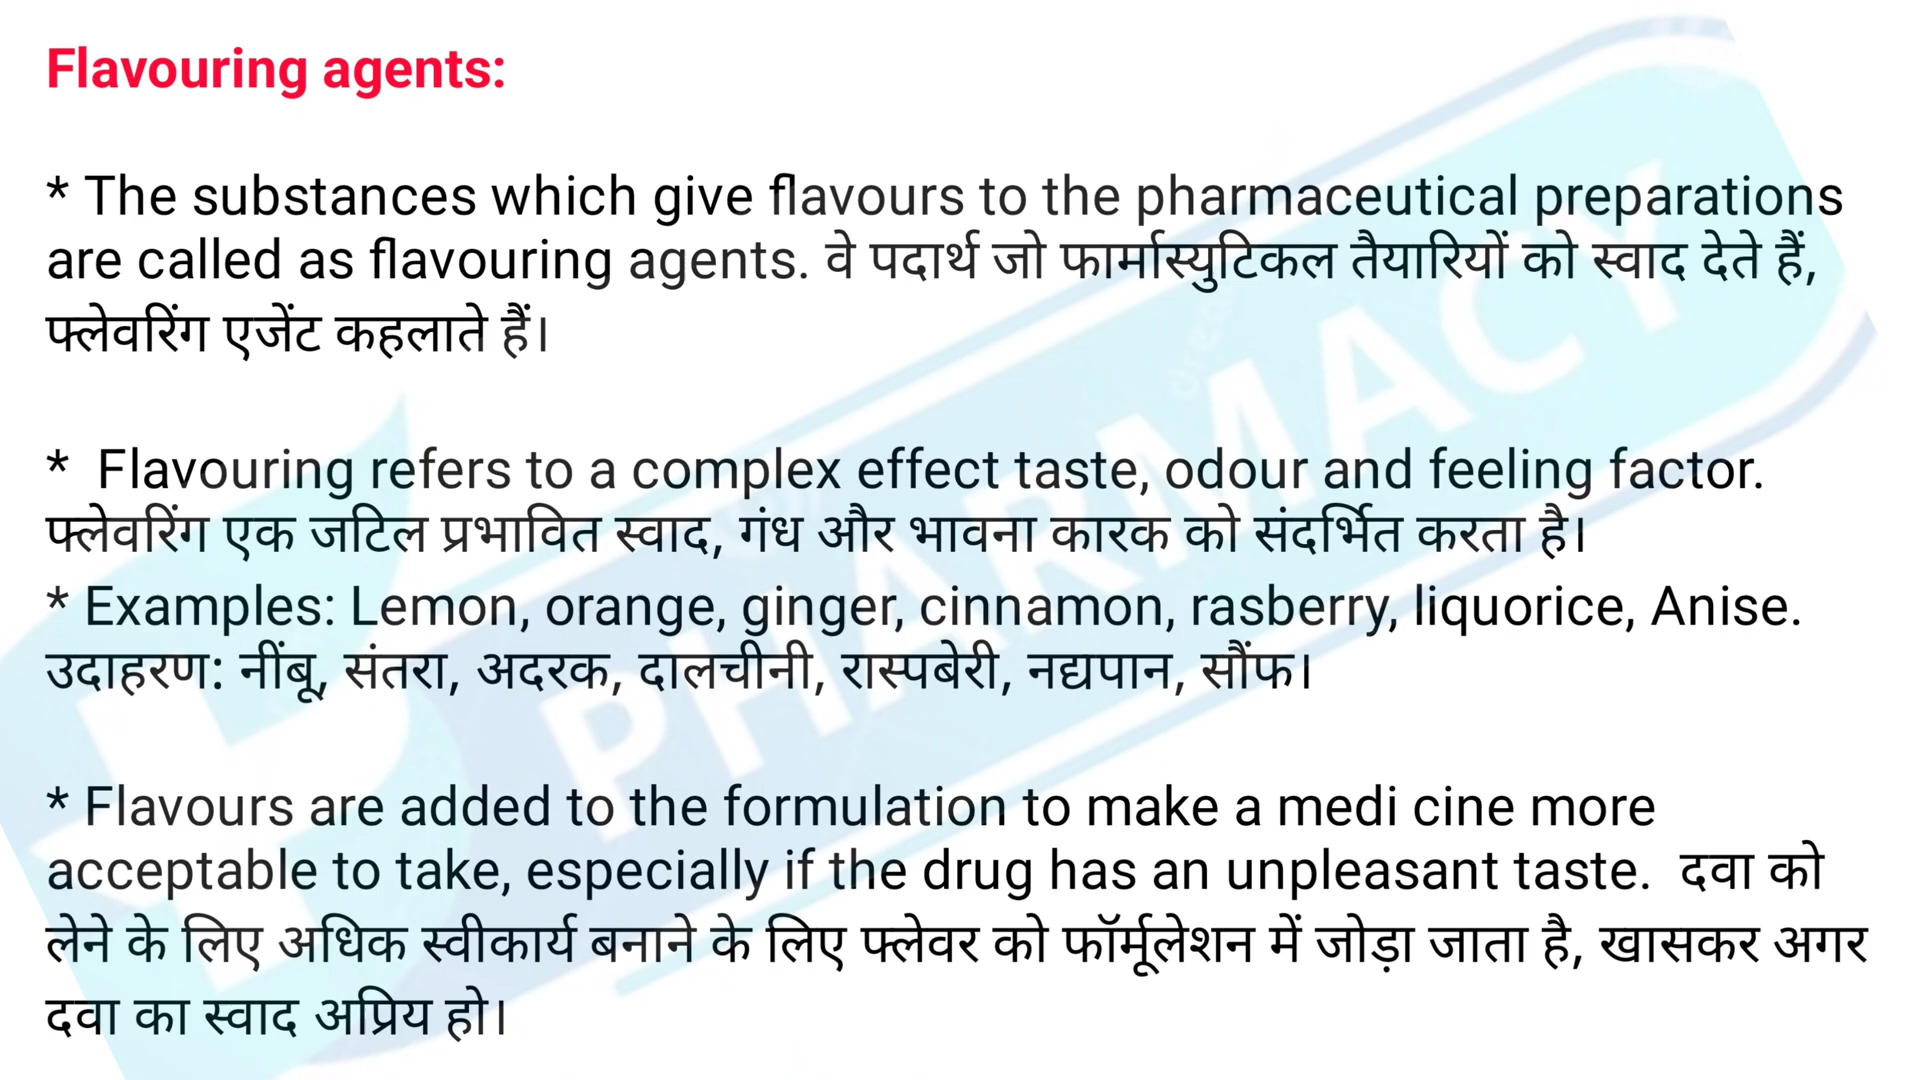 Flavouring agents:
* The substances which give flavours to the pharmaceutical preparations
are called as flavouring agents. वे पदार्थ जो फार्मास्युटिकल तैयारियों को स्वाद देते हैं,
फ्लेवरिंग एजेंट कहलाते हैं।
* Flavouring refers to a complex effect taste, odour and feeling factor.
फ्लेवरिंग एक जटिल प्रभावित स्वाद, गंध और भावना कारक को संदर्भित करता है।
* Examples: Lemon, orange, ginger, cinnamon, rasberry, liquorice, Anise.
उदाहरण: नींबू, संतरा, अदरक, दालचीनी, रास्पबेरी, नद्यपान, सौंफ।
* Flavours are added to the formulation to make a medi cine more
acceptable to take, especially if the drug has an unpleasant taste. दवा को
लेने के लिए अधिक स्वीकार्य बनाने के लिए फ्लेवर को फॉर्मूलेशन में जोड़ा जाता है, खासकर अगर
दवा का स्वाद अप्रिय हो।
PHARMACY